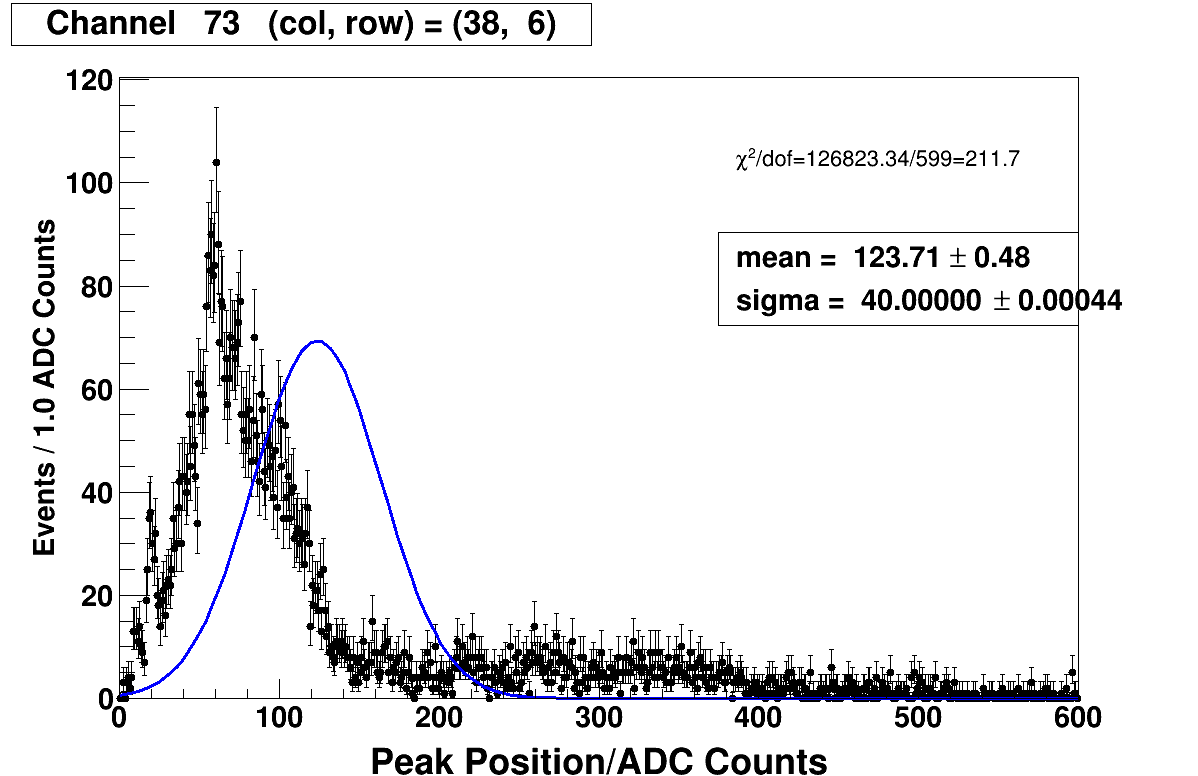 Channel 73 (col, row) = (38, 6)
120
100
80
60
40
20
0
Events / 1.0 ADC Counts
χ²/dof=126823.34/599=211.7
mean = 123.71 ± 0.48
sigma = 40.00000 ± 0.00044
0 100 200 300 400 500 600
Peak Position/ADC Counts